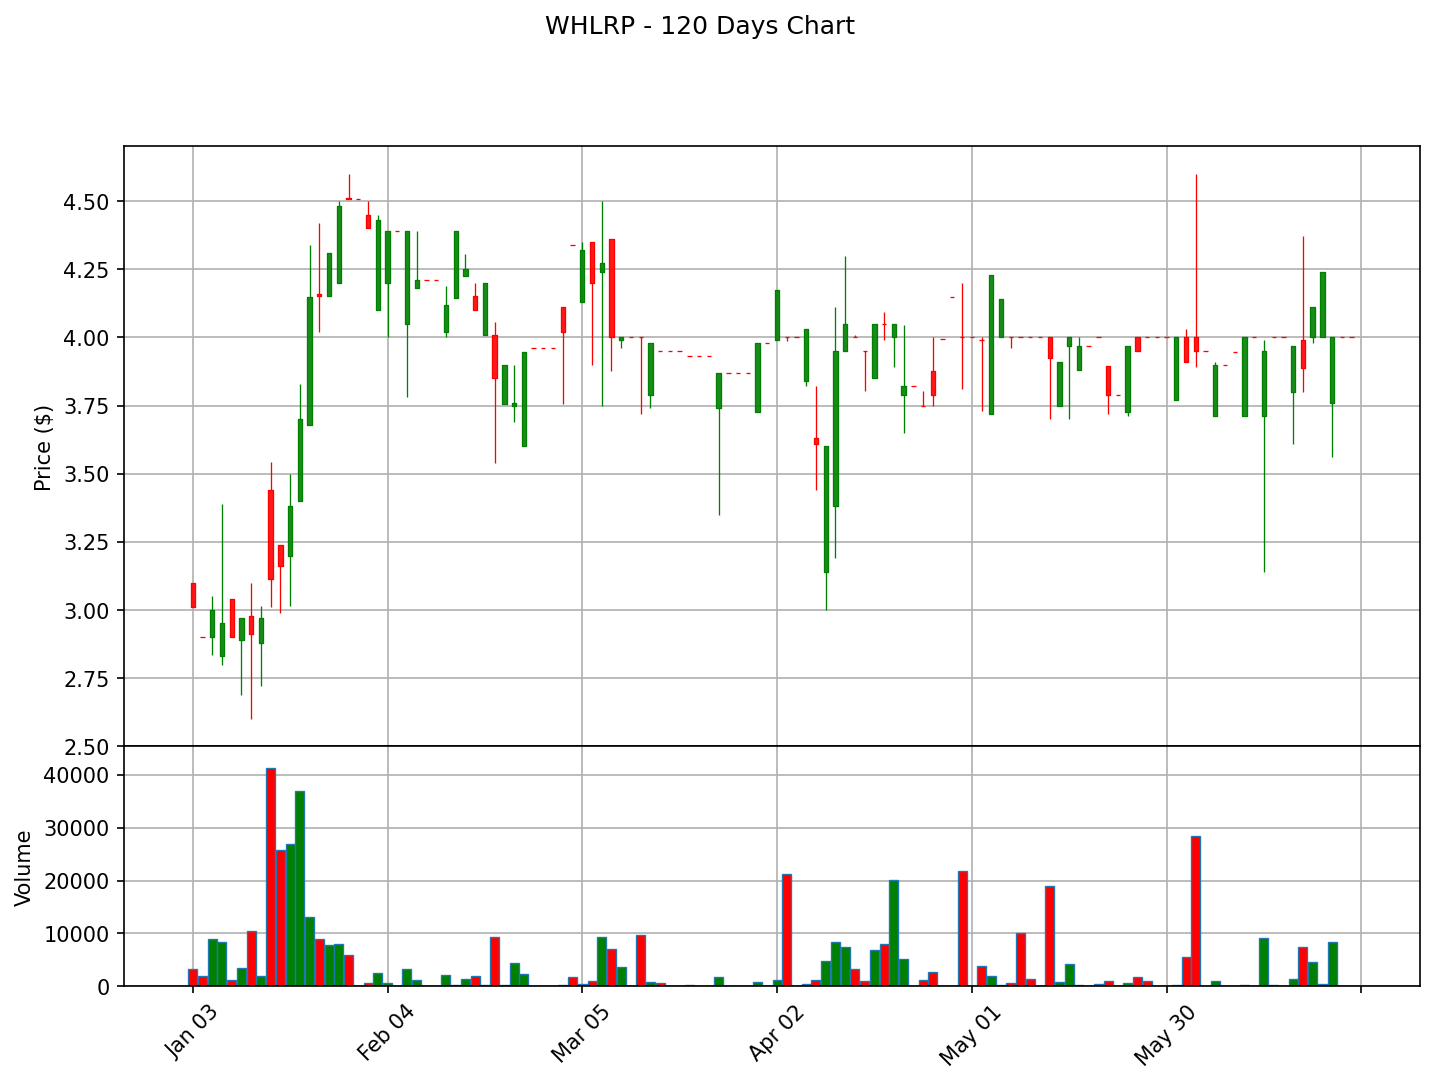 WHLRP - 120 Days Chart
Price ($)
4.50
4.25
4.00
3.75
3.50
3.25
3.00
2.75
2.50
Volume
40000
30000
20000
10000
0
Jan 03
Feb 04
Mar 05
Apr 02
May 01
May 30